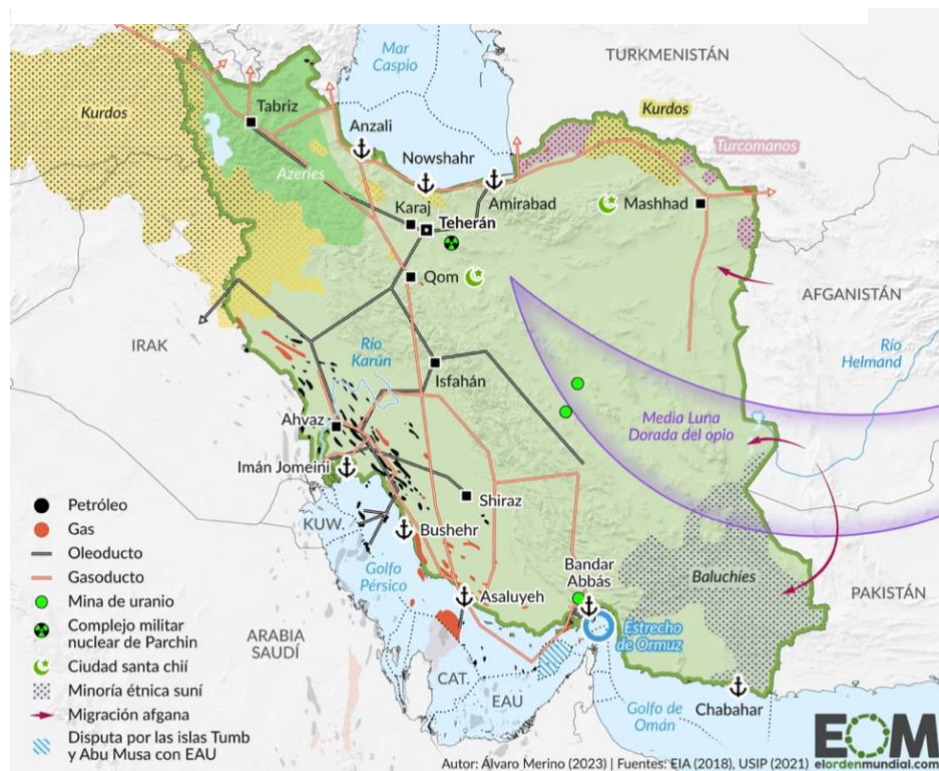 Mar
Caspio
TURKMENISTÁN
Kurdos
Tabriz
Kurdos
Anzali
Turcomanos
Nowshahr
Azeríes
Amirabad
Mashhad
Karaj
Teherán
Qom
AFGANISTÁN
IRAK
Río
Karún
Río
Helmand
Isfahán
Media Luna
Dorada del opio
Ahvaz
Imán Jomeini
Shiraz
KUW.
Bushehr
Golfo
Pérsico
Bandar
Abbás
Baluchíes
PAKISTÁN
Asaluyeh
Estrecho
de Ormuz
ARABIA
SAUDÍ
CAT.
EAU
Golfo de
Omán
Chabahar
Petróleo
Gas
Oleoducto
Gasoducto
Mina de uranio
Complejo militar
nuclear de Parchin
Ciudad santa chií
Minoría étnica suní
Migración afgana
Disputa por las islas Tumb
y Abu Musa con EAU
EOM
elordenmundial.com
Autor: Álvaro Merino (2023) | Fuentes: EIA (2018), USIP (2021)